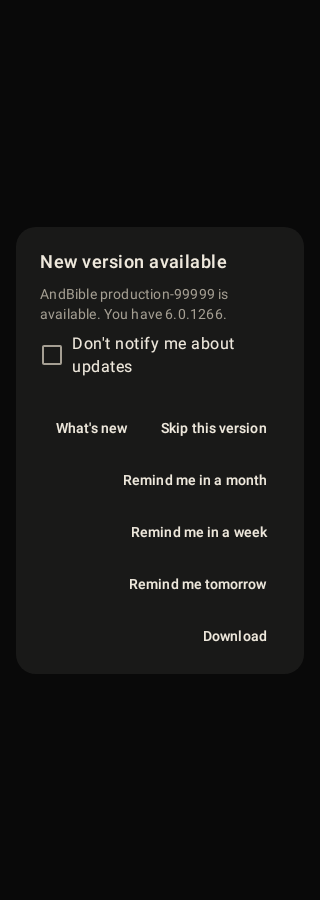 New version available
AndBible production-99999 is
available. You have 6.0.1266.
Don't notify me about
updates
What's new Skip this version
Remind me in a month
Remind me in a week
Remind me tomorrow
Download